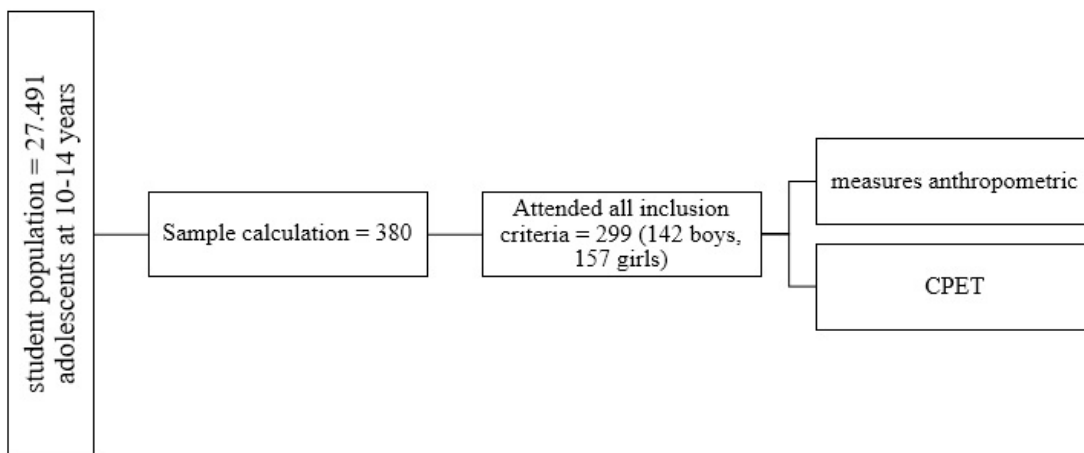 student population = 27.491
adolescents at 10-14 years
Sample calculation = 380
Attended all inclusion
criteria = 299 (142 boys,
157 girls)
measures anthropometric
CPET